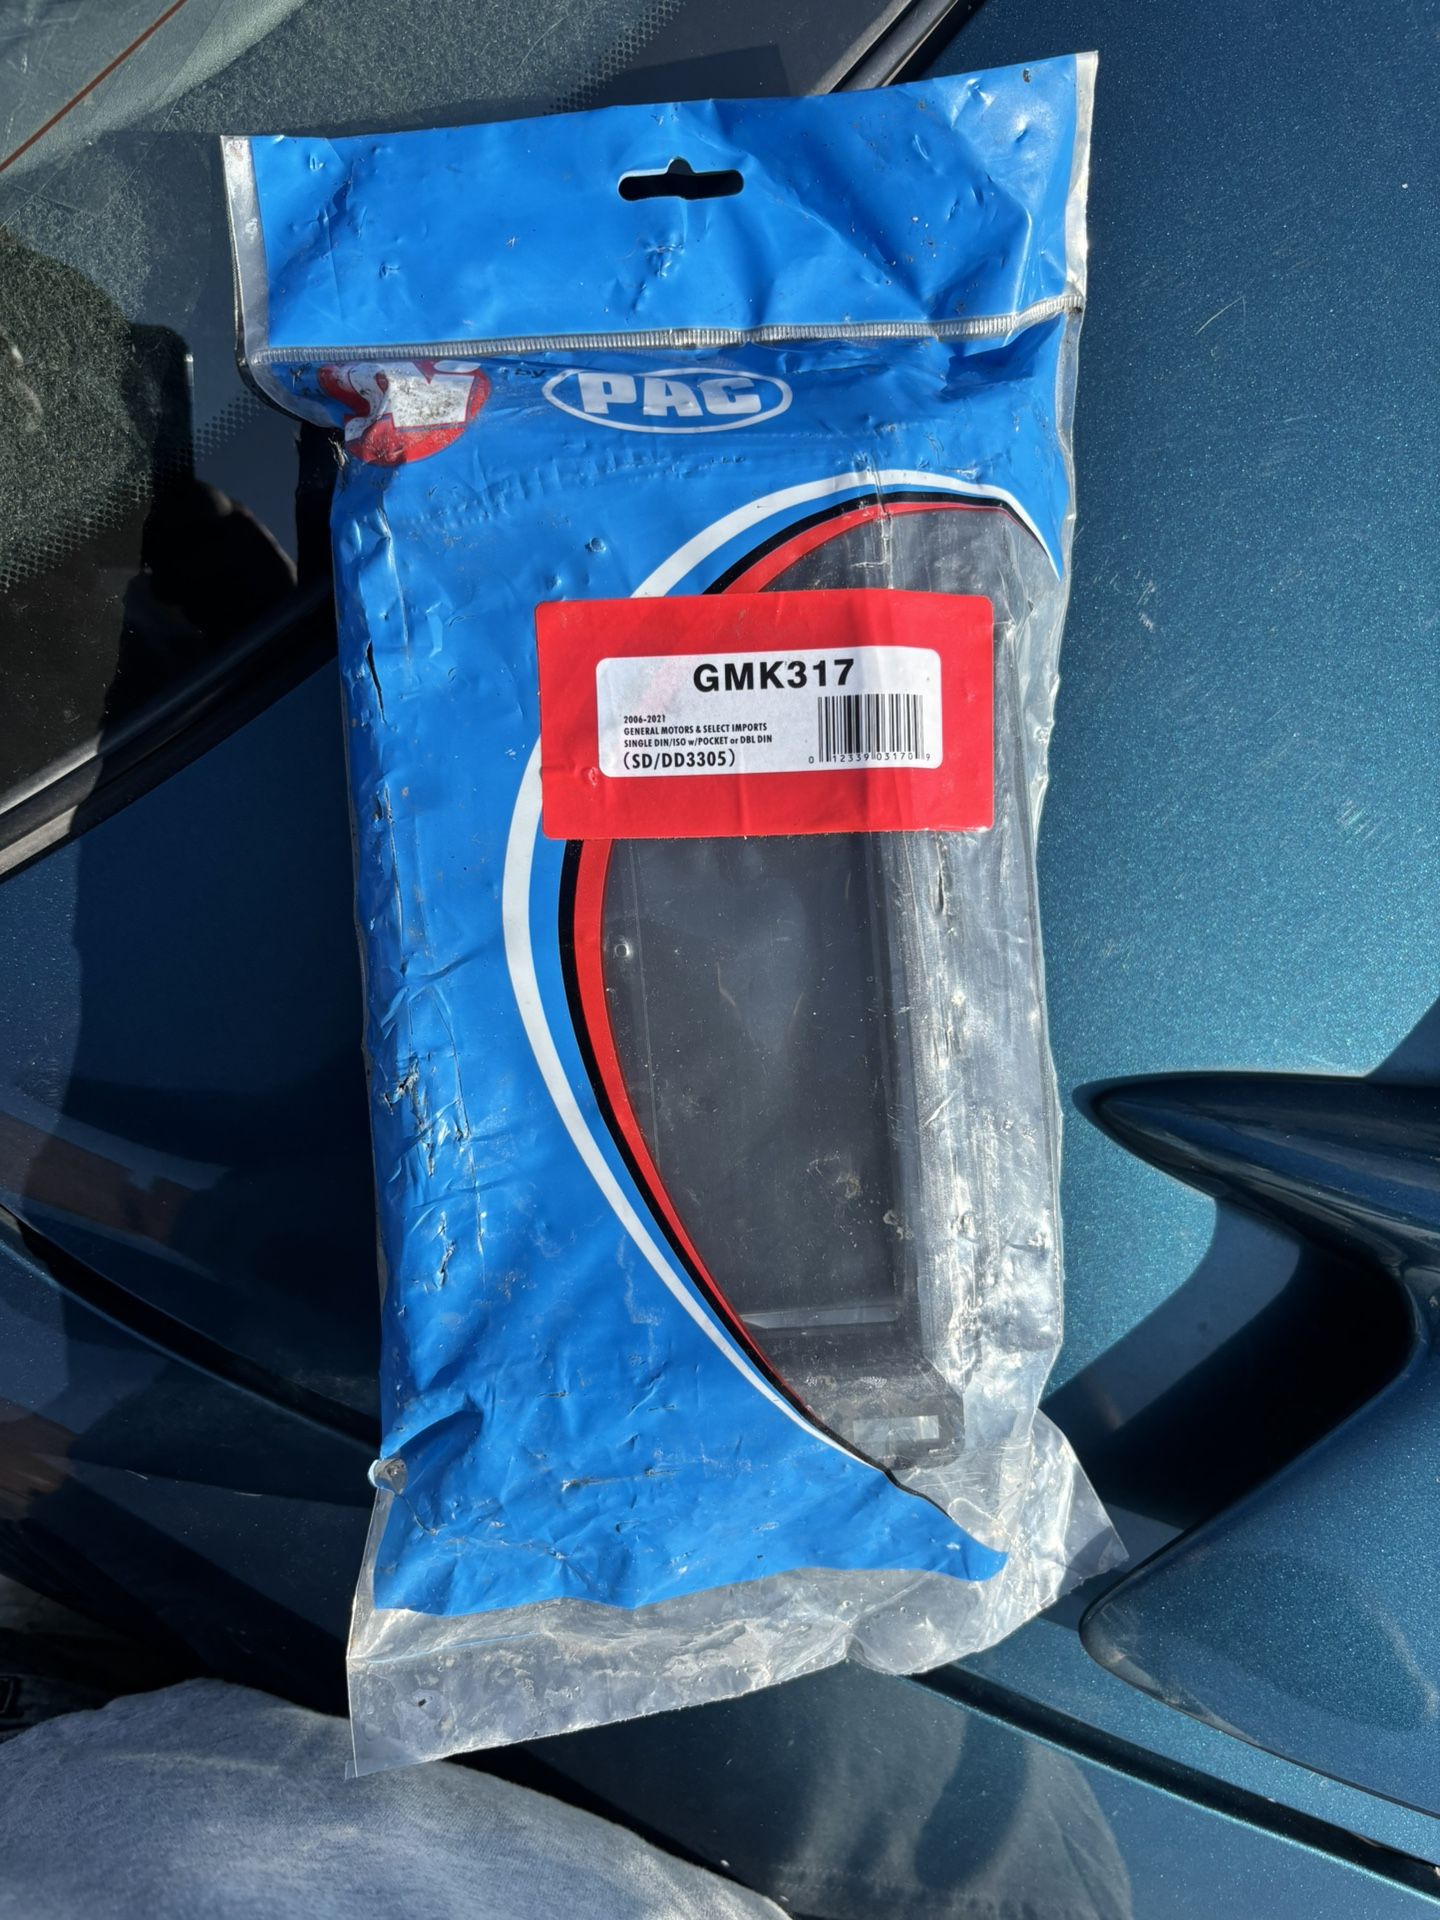 by PAC
GMK317
2006-2021
GENERAL MOTORS & SELECT IMPORTS
SINGLE DIN/ISO w/POCKET or DBL DIN
(SD/DD3305)
0 12339 03170 9